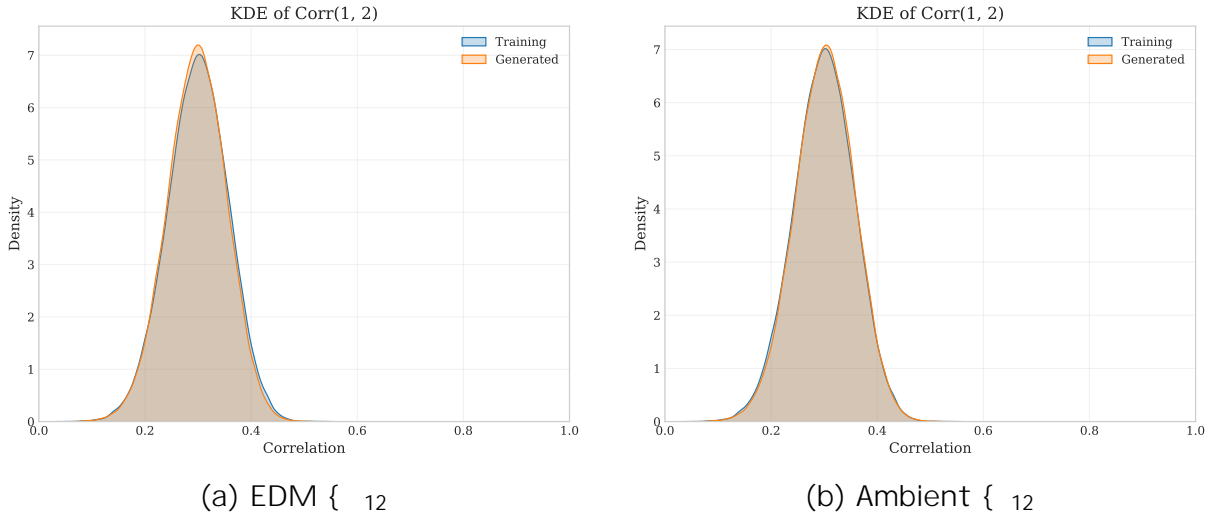 KDE of Corr(1, 2)
Training
Generated
7
6
5
4
3
2
1
0
Density
0.0 0.2 0.4 0.6 0.8 1.0
Correlation
(a) EDM { 12
KDE of Corr(1, 2)
Training
Generated
7
6
5
4
3
2
1
0
Density
0.0 0.2 0.4 0.6 0.8 1.0
Correlation
(b) Ambient { 12